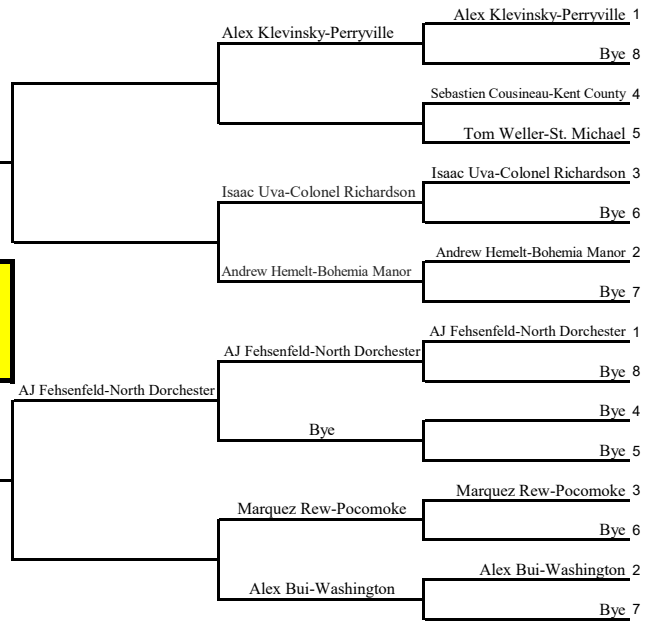 Alex Klevinsky-Perryville 1
Alex Klevinsky-Perryville
Bye 8
Sebastien Cousineau-Kent County 4
Tom Weller-St. Michael 5
Isaac Uva-Colonel Richardson 3
Isaac Uva-Colonel Richardson
Bye 6
Andrew Hemelt-Bohemia Manor 2
Andrew Hemelt-Bohemia Manor
Bye 7
AJ Fehsenfeld-North Dorchester 1
AJ Fehsenfeld-North Dorchester
Bye 8
AJ Fehsenfeld-North Dorchester
Bye 4
Bye
Bye 5
Marquez Rew-Pocomoke 3
Marquez Rew-Pocomoke
Bye 6
Alex Bui-Washington 2
Alex Bui-Washington
Bye 7